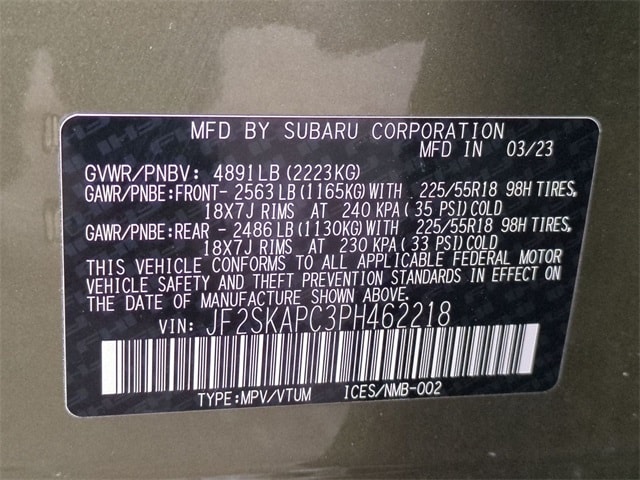 MFD BY SUBARU CORPORATION
MFD IN 03/23
GVWR/PNBV: 4891LB (2223KG)
GAWR/PNBE:FRONT- 2563LB (1165KG) WITH 225/55R18 98H TIRES,
18X7J RIMS AT 240 KPA (35 PSI) COLD
GAWR/PNBE:REAR - 2486LB (1130KG) WITH 225/55R18 98H TIRES,
18X7J RIMS AT 230 KPA (33 PSI) COLD
THIS VEHICLE CONFORMS TO ALL APPLICABLE FEDERAL MOTOR
VEHICLE SAFETY AND THEFT PREVENTION STANDARDS IN EFFECT ON
THE DATE OF MANUFACTURE SHOWN ABOVE.
VIN: JF2SKAPC3PH462218
TYPE:MPV/VTUM ICES/NMB-002